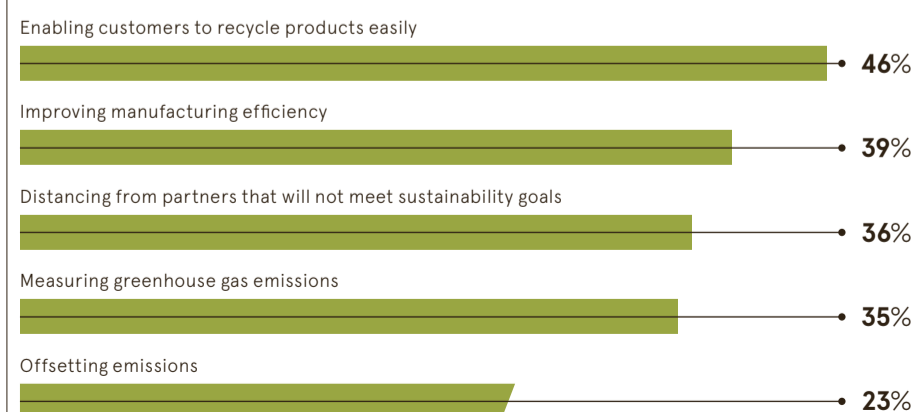 Enabling customers to recycle products easily
46%
Improving manufacturing efficiency
39%
Distancing from partners that will not meet sustainability goals
36%
Measuring greenhouse gas emissions
35%
Offsetting emissions
23%